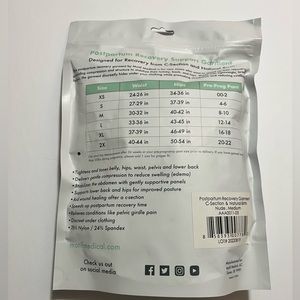 Postpartum Recovery Support Garment
Designed for Recovery from C-Section and Natural Birth
Size Waist Hips Pre Preg Pant
XS 24-26 in 34-36 in 00-2
S 27-29 in 37-39 in 4-6
M 30-32 in 40-42 in 8-10
L 33-36 in 43-45 in 12-14
XL 37-39 in 46-49 in 16-18
2X 40-44 in 50-54 in 20-22
• Tightens and tones belly, hips, waist, pelvis and lower back
• Delivers gentle compression to reduce swelling (edema)
• Stabilizes the abdomen with gently supportive panels
• Support lower back and hips for improved posture
• Aid wound healing after a c-section
• Speeds up postpartum recovery time
• Relieves conditions like pelvic girdle pain
• Discreet under clothing
• 76% Nylon / 24% Spandex
Check us out
on social media
Postpartum Recovery Garment
C-Section & Natural Birth
Nude, Medium